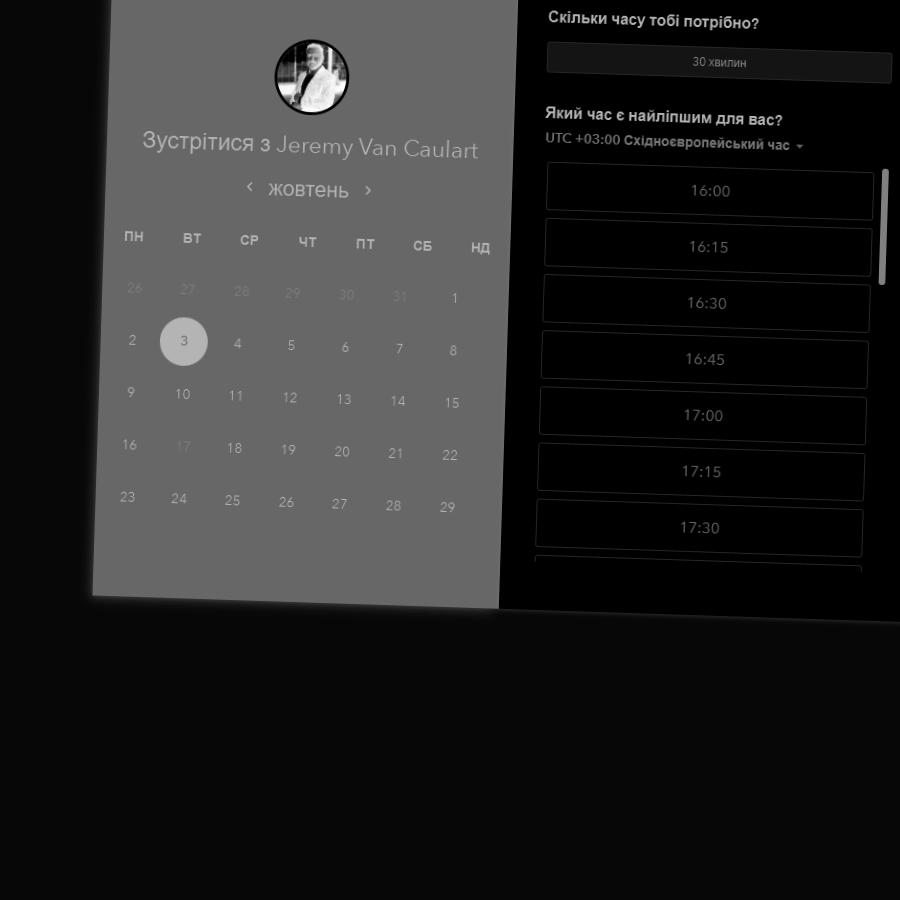 Зустрітися з Jeremy Van Caulart
жовтень
ПН ВТ СР ЧТ ПТ СБ НД
26 27 28 29 30 31 1
2 3 4 5 6 7 8
9 10 11 12 13 14 15
16 17 18 19 20 21 22
23 24 25 26 27 28 29
Скільки часу тобі потрібно?
30 хвилин
Який час є найліпшим для вас?
UTC +03:00 Східноєвропейський час
16:00
16:15
16:30
16:45
17:00
17:15
17:30